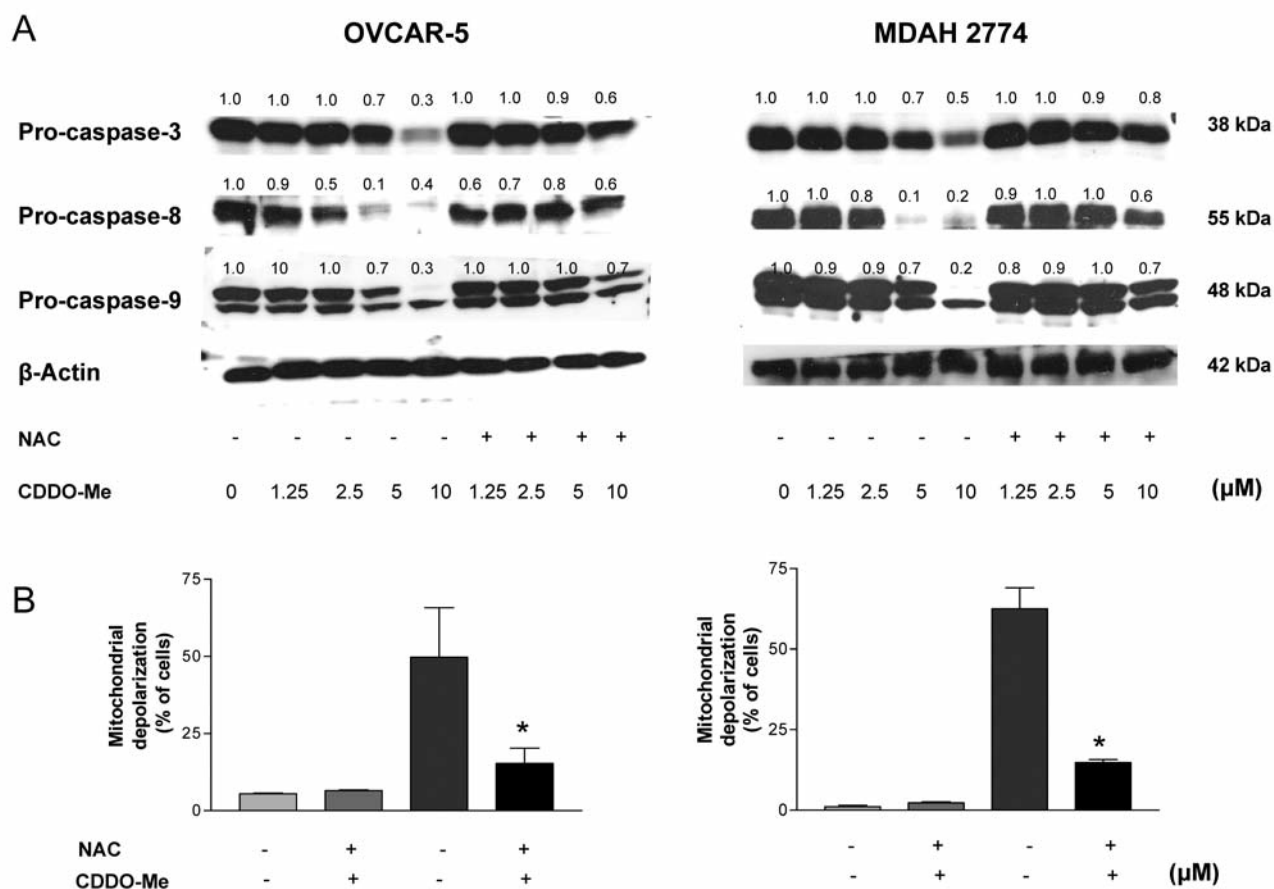 A
OVCAR-5 MDAH 2774
1.0 1.0 1.0 0.7 0.3 1.0 1.0 0.9 0.6 1.0 1.0 1.0 0.7 0.5 1.0 1.0 0.9 0.8
Pro-caspase-3 38 kDa
1.0 0.9 0.5 0.1 0.4 0.6 0.7 0.8 0.6 1.0 1.0 0.8 0.1 0.2 0.9 1.0 1.0 0.6
Pro-caspase-8 55 kDa
1.0 10 1.0 0.7 0.3 1.0 1.0 1.0 0.7 1.0 0.9 0.9 0.7 0.2 0.8 0.9 1.0 0.7
Pro-caspase-9 48 kDa
β-Actin 42 kDa
NAC - - - - - + + + + - - - - - + + + +
CDDO-Me 0 1.25 2.5 5 10 1.25 2.5 5 10 0 1.25 2.5 5 10 1.25 2.5 5 10 (µM)
B
Mitochondrial
depolarization
(% of cells)
75
50
25
0
*
NAC - + - +
CDDO-Me - + - +
Mitochondrial
depolarization
(% of cells)
75
50
25
0
*
- + - +
- + - + (µM)